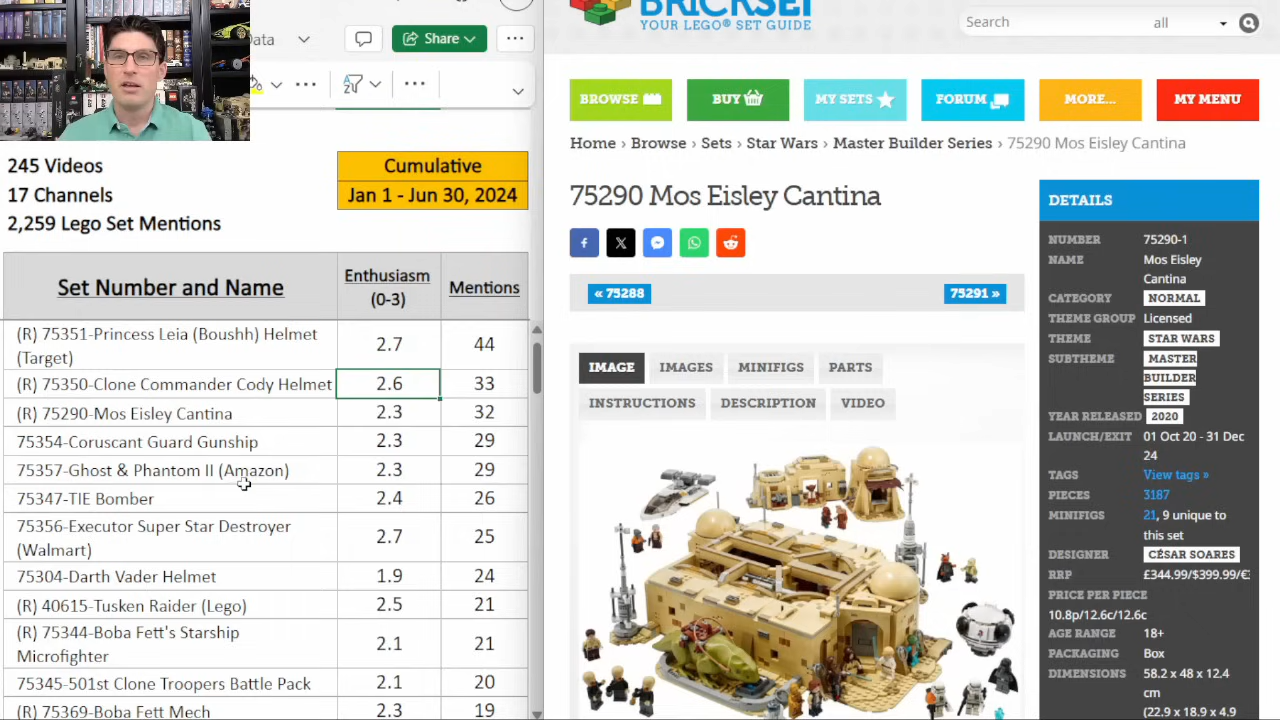 Data
Share
245 Videos
17 Channels
2,259 Lego Set Mentions
Cumulative
Jan 1 - Jun 30, 2024
Set Number and Name
Enthusiasm
(0-3)
Mentions
(R) 75351-Princess Leia (Boushh) Helmet
(Target)
2.7
44
(R) 75350-Clone Commander Cody Helmet
2.6
33
(R) 75290-Mos Eisley Cantina
2.3
32
75354-Coruscant Guard Gunship
2.3
29
75357-Ghost & Phantom II (Amazon)
2.3
29
75347-TIE Bomber
2.4
26
75356-Executor Super Star Destroyer
(Walmart)
2.7
25
75304-Darth Vader Helmet
1.9
24
(R) 40615-Tusken Raider (Lego)
2.5
21
(R) 75344-Boba Fett's Starship
Microfighter
2.1
21
75345-501st Clone Troopers Battle Pack
2.1
20
(R) 75369-Boba Fett Mech
2.3
19
BRICKSET
YOUR LEGO® SET GUIDE
Search
all
BROWSE
BUY
MY SETS
FORUM
MORE...
MY MENU
Home › Browse › Sets › Star Wars › Master Builder Series › 75290 Mos Eisley Cantina
75290 Mos Eisley Cantina
« 75288
75291 »
IMAGE
IMAGES
MINIFIGS
PARTS
INSTRUCTIONS
DESCRIPTION
VIDEO
DETAILS
NUMBER 75290-1
NAME Mos Eisley
Cantina
CATEGORY NORMAL
THEME GROUP Licensed
THEME STAR WARS
SUBTHEME MASTER
BUILDER
SERIES
YEAR RELEASED 2020
LAUNCH/EXIT 01 Oct 20 - 31 Dec
24
TAGS View tags »
PIECES 3187
MINIFIGS 21, 9 unique to
this set
DESIGNER CÉSAR SOARES
RRP £344.99/$399.99/€
PRICE PER PIECE
10.8p/12.6c/12.6c
AGE RANGE 18+
PACKAGING Box
DIMENSIONS 58.2 x 48 x 12.4
cm
(22.9 x 18.9 x 4.9